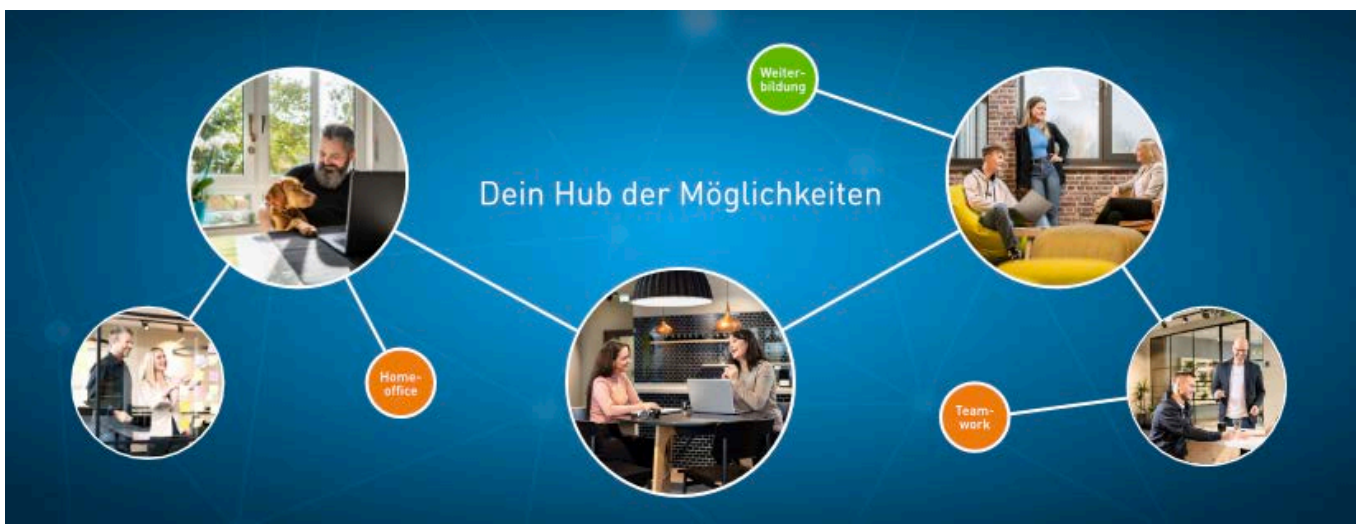 Weiter-
bildung
Dein Hub der Möglichkeiten
Home-
office
Team-
work